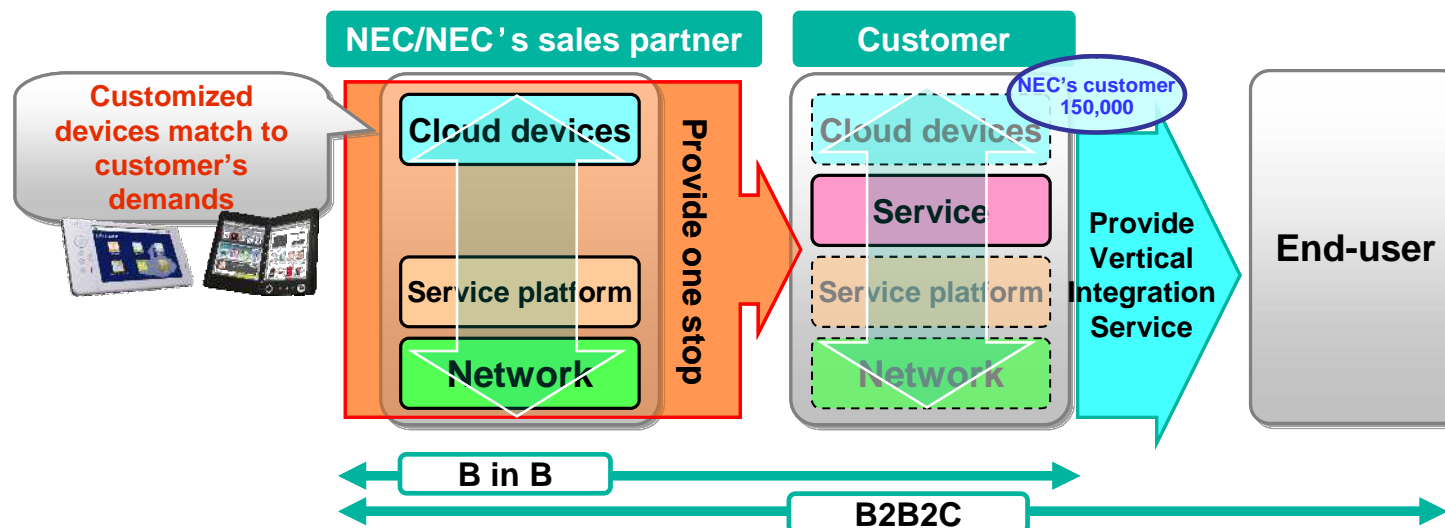 NEC/NEC's sales partner
Customer
Customized
devices match to
customer's
demands
Cloud devices
Service platform
Network
Provide one stop
NEC's customer
150,000
Cloud devices
Service
Service platform
Network
Provide
Vertical
Integration
Service
End-user
B in B
B2B2C